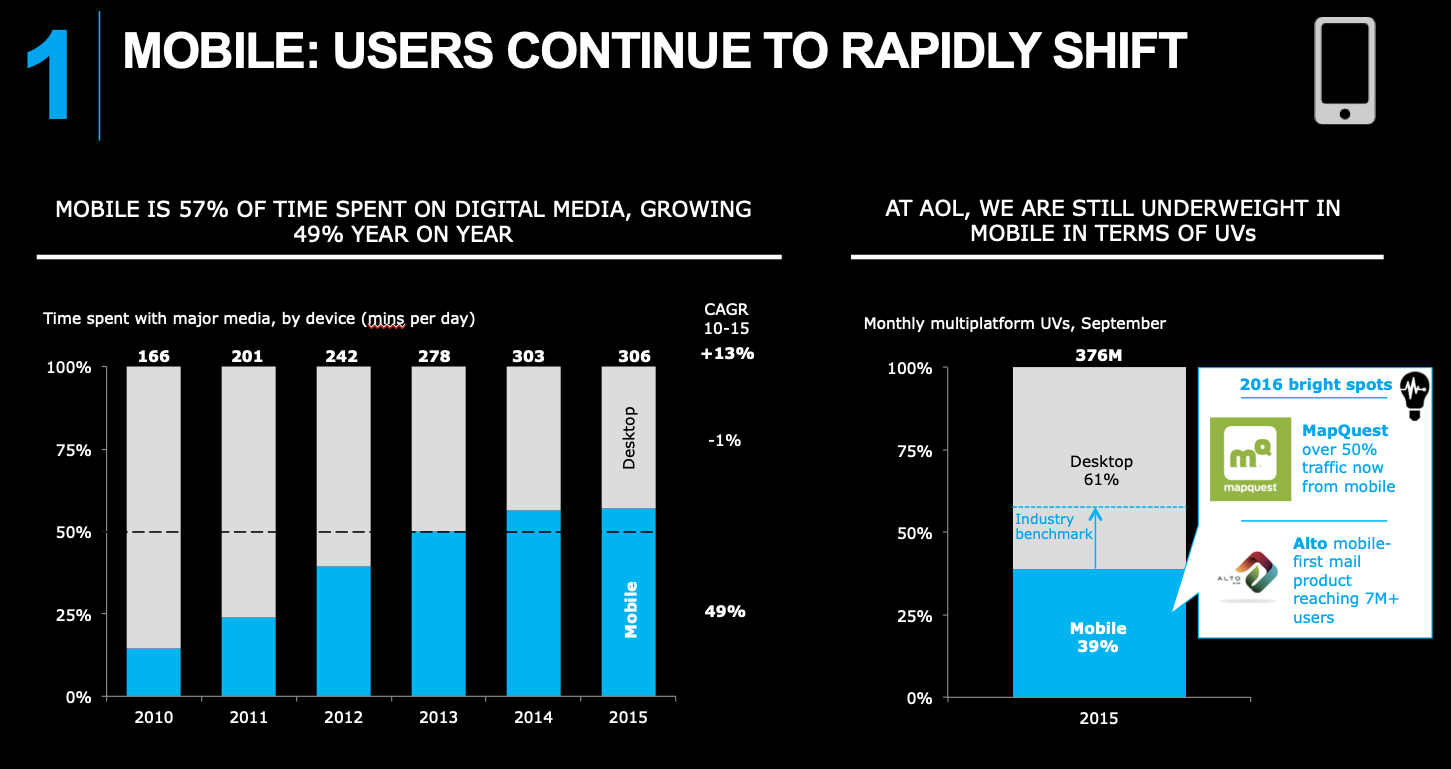 1
MOBILE: USERS CONTINUE TO RAPIDLY SHIFT
MOBILE IS 57% OF TIME SPENT ON DIGITAL MEDIA, GROWING
49% YEAR ON YEAR
Time spent with major media, by device (mins per day)
CAGR
10-15
166 201 242 278 303 306 +13%
100%
75%
50%
25%
0%
Desktop
-1%
Mobile
49%
2010 2011 2012 2013 2014 2015
AT AOL, WE ARE STILL UNDERWEIGHT IN
MOBILE IN TERMS OF UVs
Monthly multiplatform UVs, September
376M
100%
75%
50%
25%
0%
Desktop
61%
Industry
benchmark
Mobile
39%
2015
2016 bright spots
mq
mapquest
MapQuest
over 50%
traffic now
from mobile
ALTO
Alto mobile-
first mail
product
reaching 7M+
users